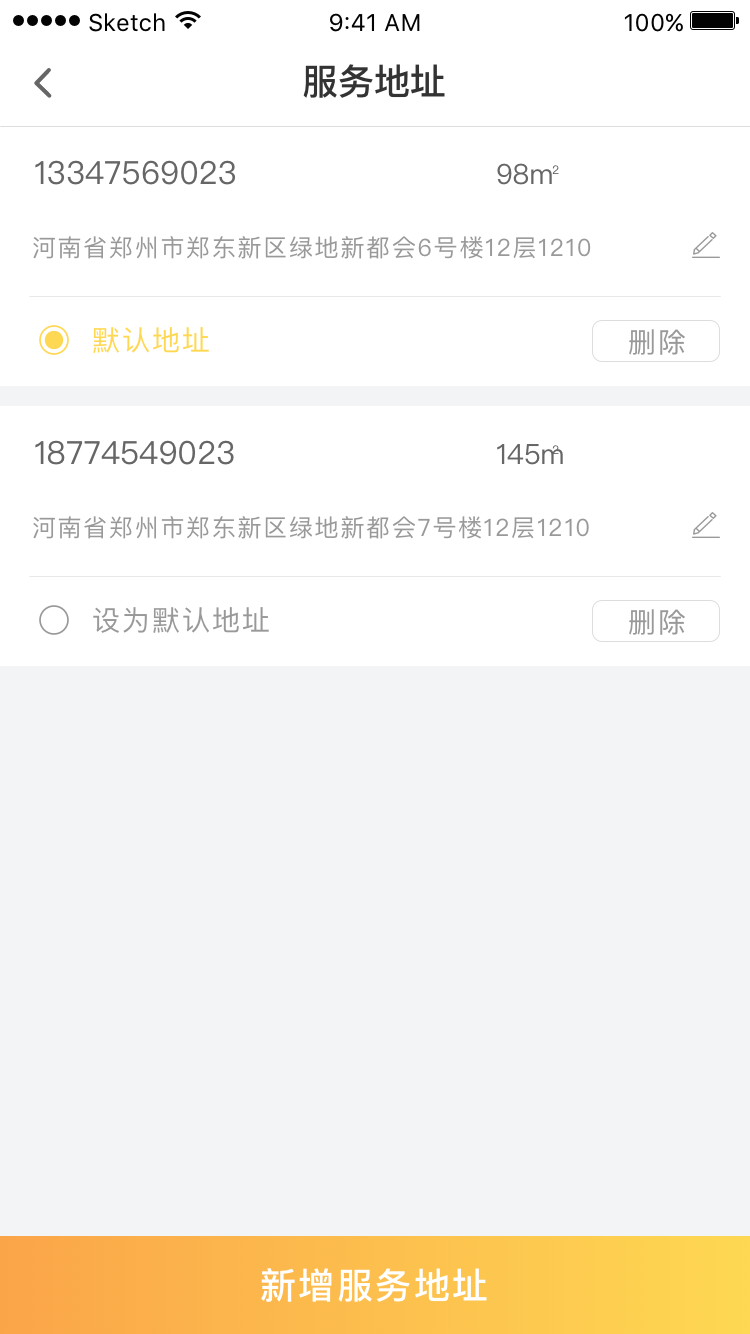 Sketch 9:41 AM 100%
服务地址
13347569023 98m²
河南省郑州市郑东新区绿地新都会6号楼12层1210
默认地址 删除
18774549023 145m²
河南省郑州市郑东新区绿地新都会7号楼12层1210
设为默认地址 删除
新增服务地址